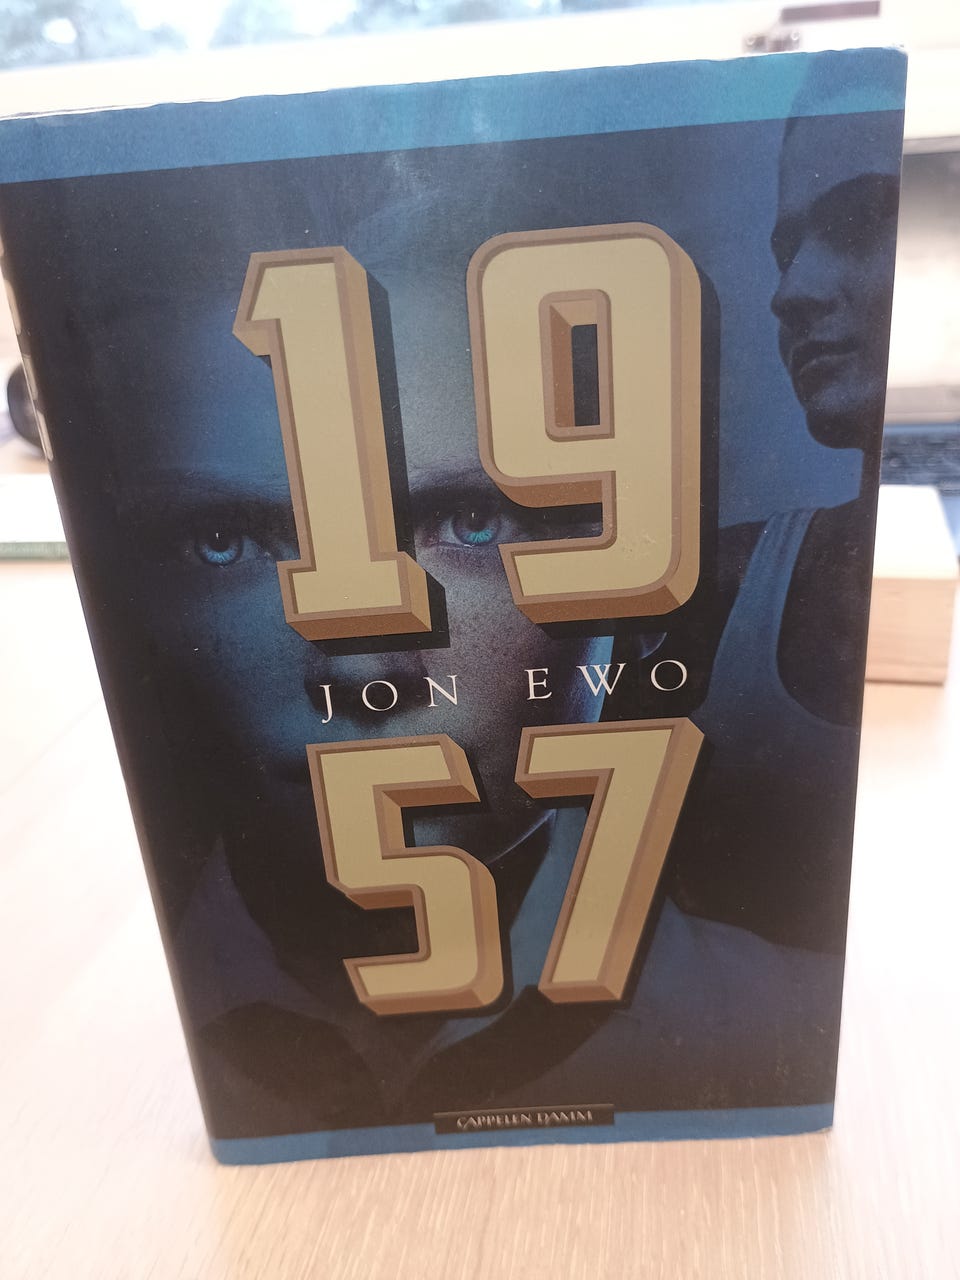 19
JON EWO
57
CAPPELEN DAMM